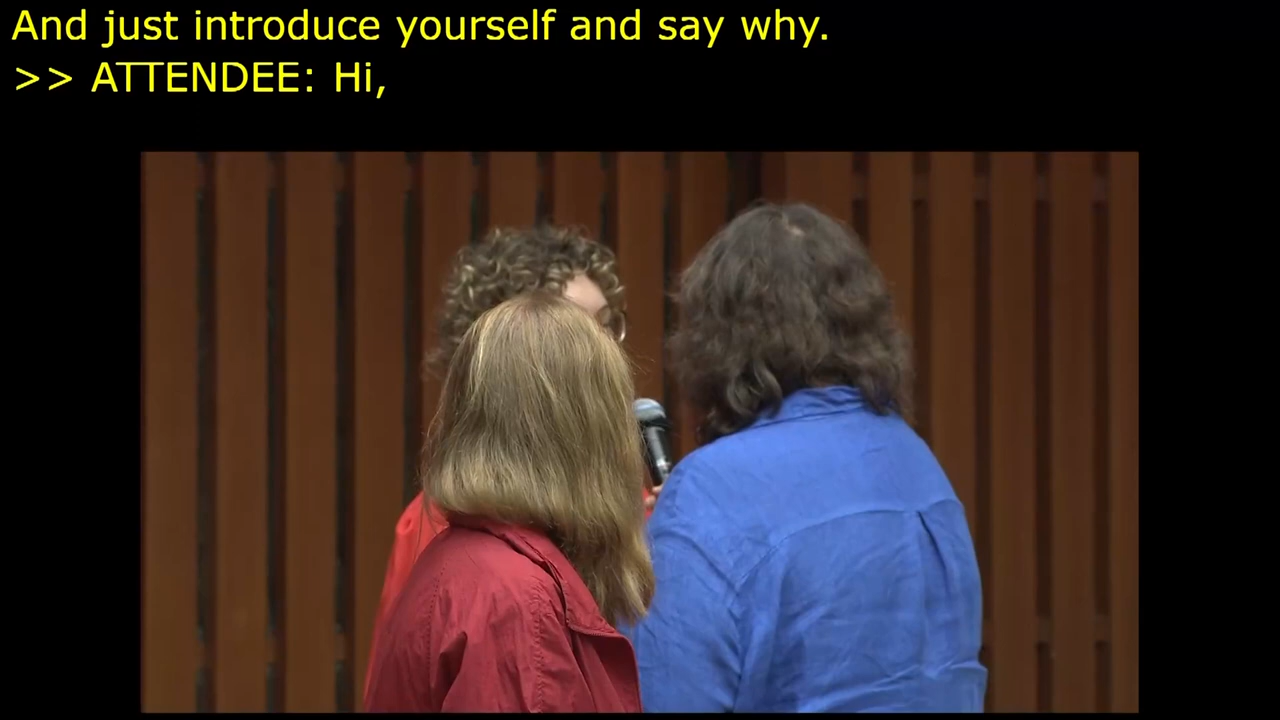 And just introduce yourself and say why.
>> ATTENDEE: Hi,